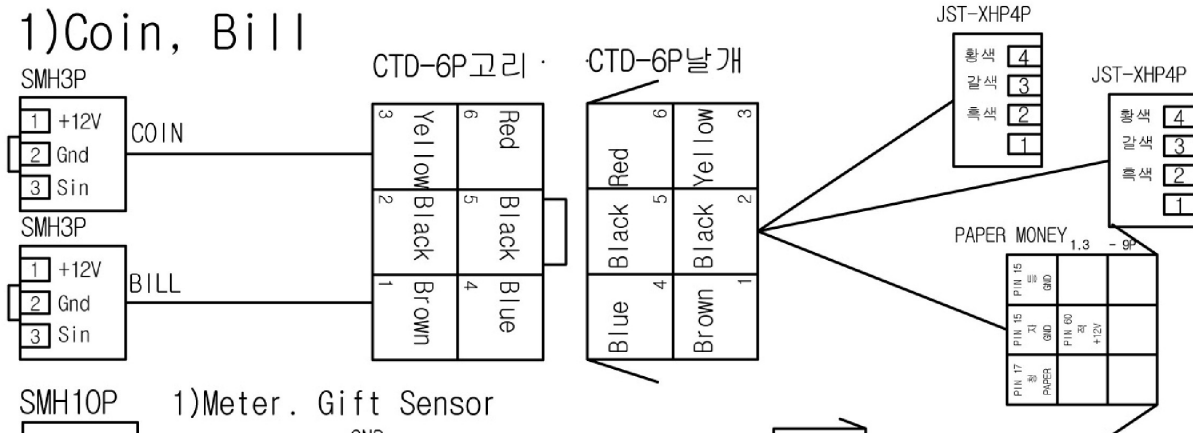 1)Coin, Bill
SMH3P
1 +12V
2 Gnd
3 Sin
COIN
SMH3P
1 +12V
2 Gnd
3 Sin
BILL
CTD-6P고리
3 Yellow
6 Red
2 Black
5 Black
1 Brown
4 Blue
CTD-6P날개
Red 6
Yellow 3
Black 5
Black 2
Blue 4
Brown 1
JST-XHP4P
황색 4
갈색 3
흑색 2
1
JST-XHP4P
황색 4
갈색 3
흑색 2
1
PAPER MONEY 1.3 - 9P
PIN 15 GND
PIN 15 자 GND
PIN 60 적 +12V
PIN 17 청 PAPER
SMH10P
1)Meter. Gift Sensor